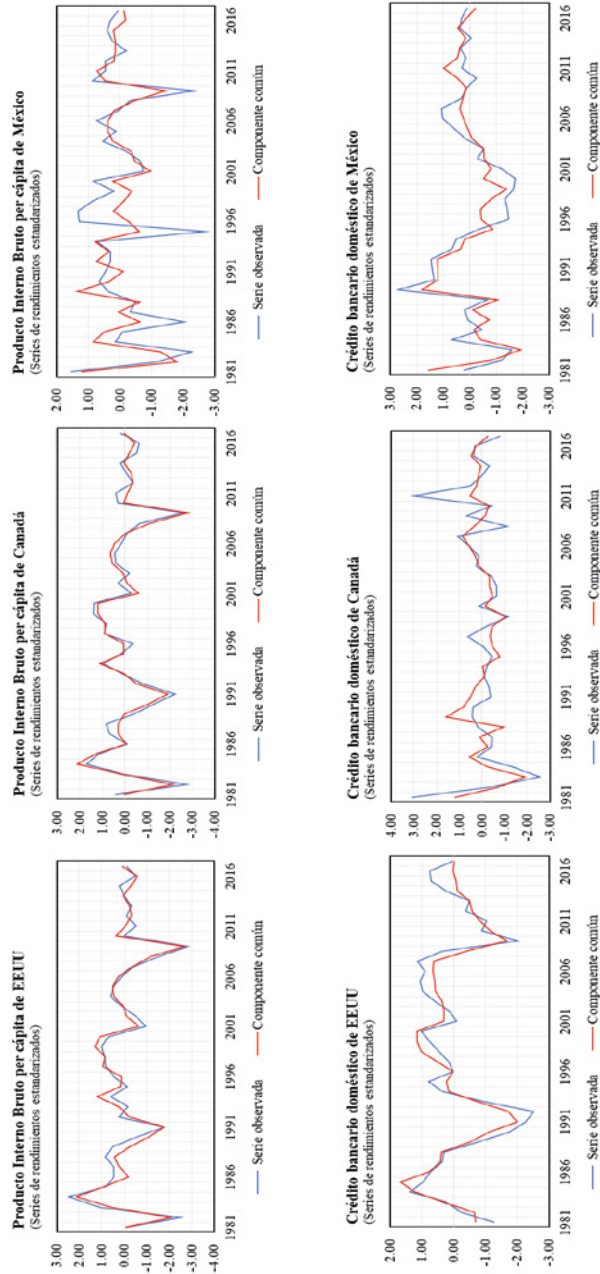 Producto Interno Bruto per cápita de EEUU
(Series de rendimientos estandarizados)
3.00
2.00
1.00
0.00
-1.00
-2.00
-3.00
-4.00
1981 1986 1991 1996 2001 2006 2011 2016
Serie observada Componente común
Producto Interno Bruto per cápita de Canadá
(Series de rendimientos estandarizados)
3.00
2.00
1.00
0.00
-1.00
-2.00
-3.00
-4.00
1981 1986 1991 1996 2001 2006 2011 2016
Serie observada Componente común
Producto Interno Bruto per cápita de México
(Series de rendimientos estandarizados)
2.00
1.00
0.00
-1.00
-2.00
-3.00
1981 1986 1991 1996 2001 2006 2011 2016
Serie observada Componente común
Crédito bancario doméstico de EEUU
(Series de rendimientos estandarizados)
2.00
1.00
0.00
-1.00
-2.00
-3.00
1981 1986 1991 1996 2001 2006 2011 2016
Serie observada Componente común
Crédito bancario doméstico de Canadá
(Series de rendimientos estandarizados)
4.00
3.00
2.00
1.00
0.00
-1.00
-2.00
-3.00
1981 1986 1991 1996 2001 2006 2011 2016
Serie observada Componente común
Crédito bancario doméstico de México
(Series de rendimientos estandarizados)
3.00
2.00
1.00
0.00
-1.00
-2.00
-3.00
1981 1986 1991 1996 2001 2006 2011 2016
Serie observada Componente común